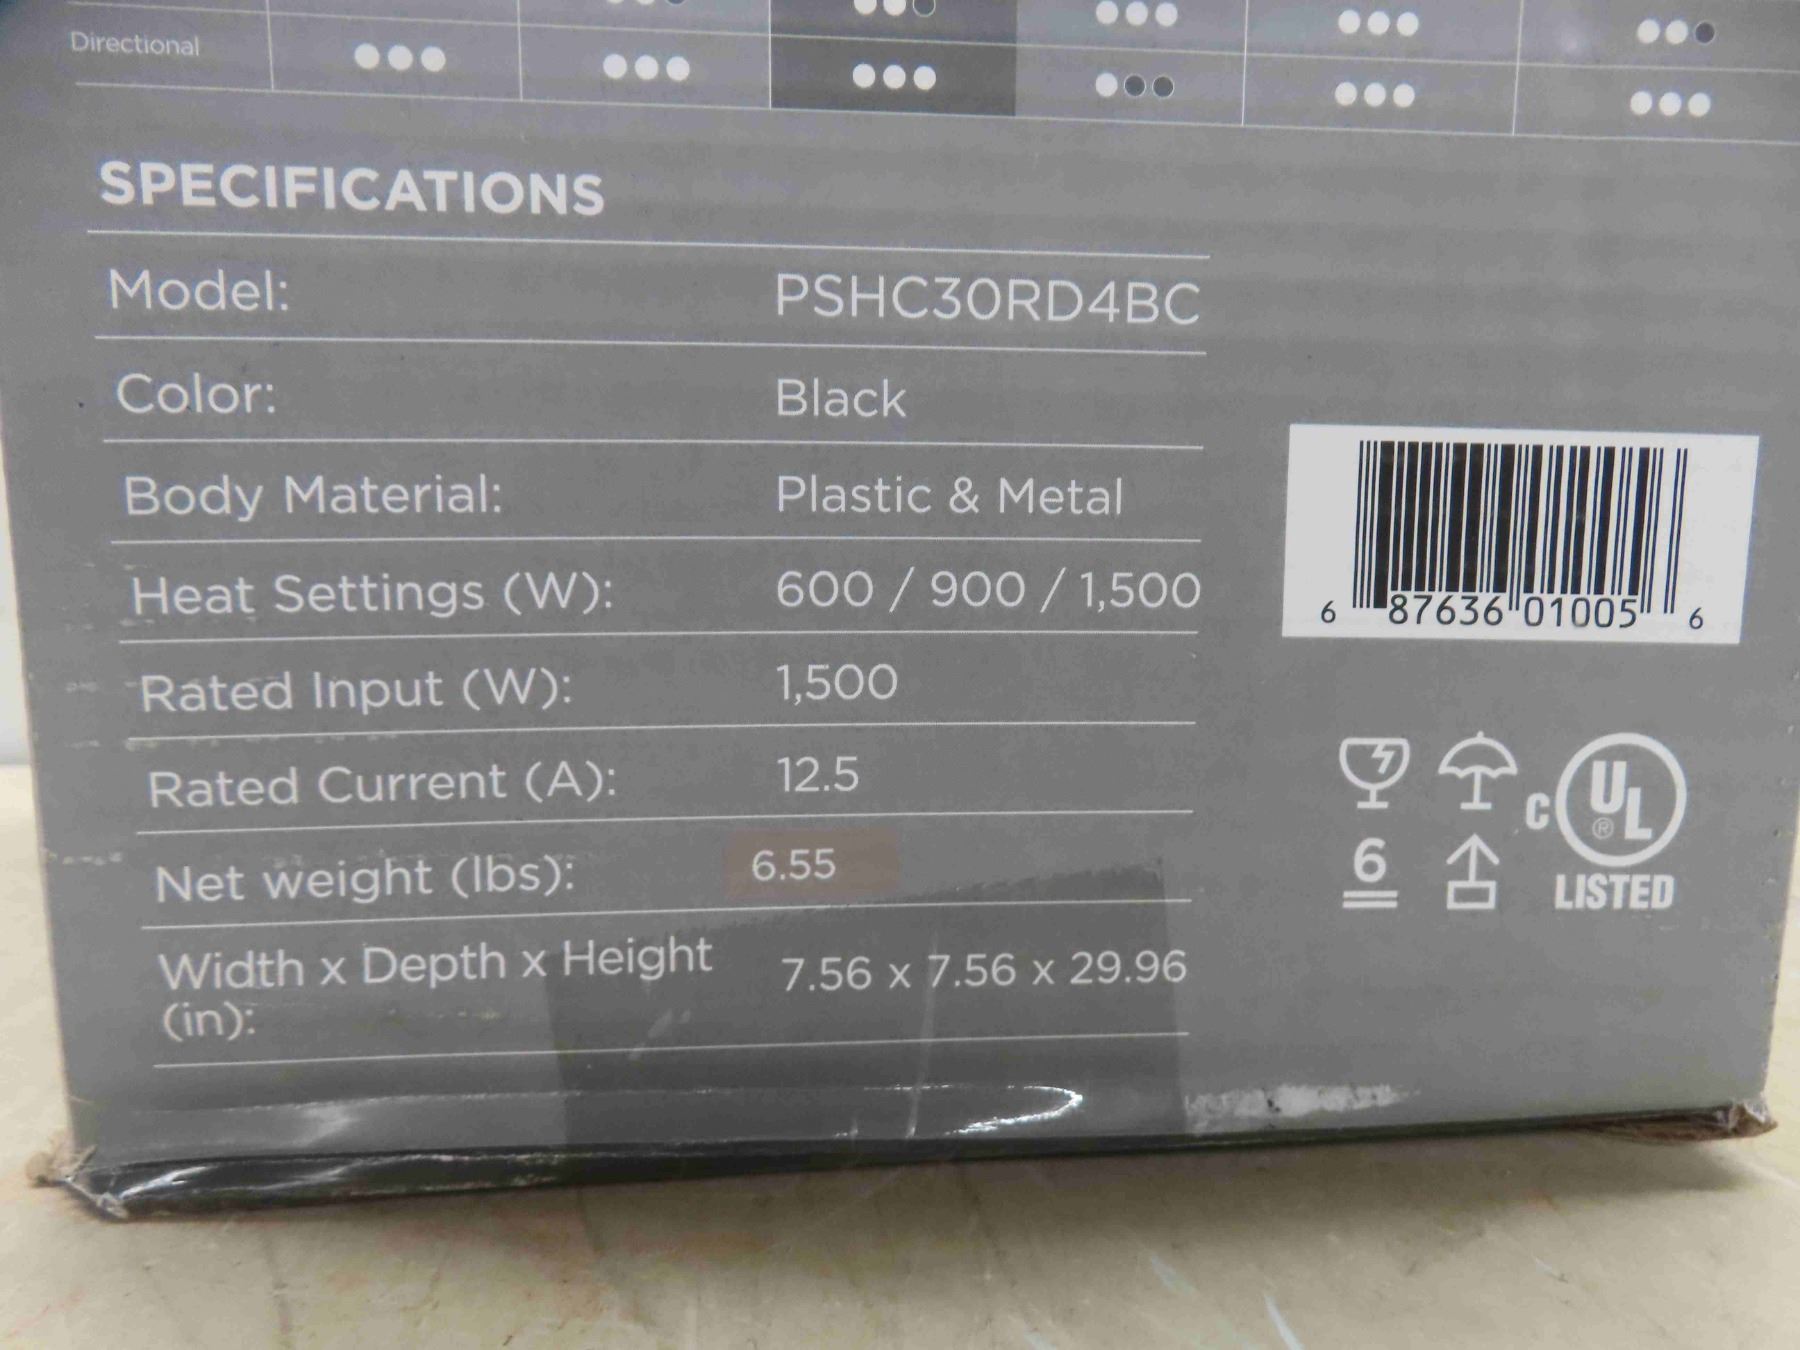 Directional
SPECIFICATIONS
Model: PSHC30RD4BC
Color: Black
Body Material: Plastic & Metal
Heat Settings (W): 600 / 900 / 1,500
Rated Input (W): 1,500
Rated Current (A): 12.5
Net weight (lbs): 6.55
Width x Depth x Height 7.56 x 7.56 x 29.96
(in):
6 87636 01005 6
C UL ®
6
LISTED